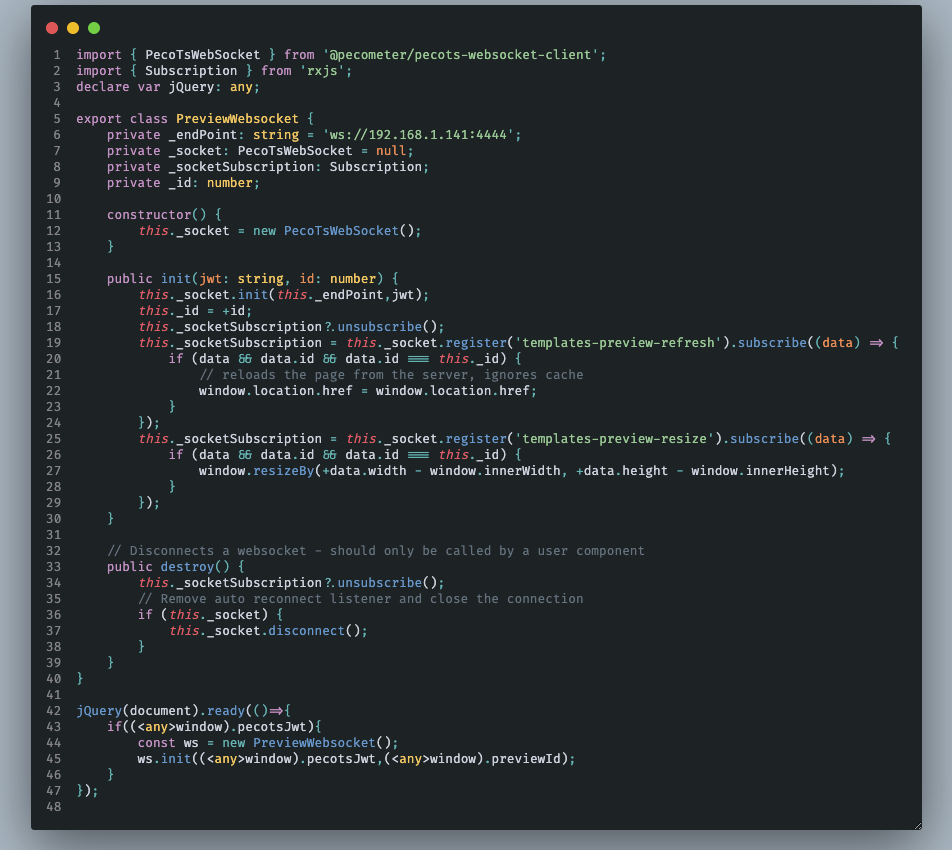 1 import { PecoTsWebSocket } from '@pecometer/pecots-websocket-client';
2 import { Subscription } from 'rxjs';
3 declare var jQuery: any;
4
5 export class PreviewWebsocket {
6     private _endPoint: string = 'ws://192.168.1.141:4444';
7     private _socket: PecoTsWebSocket = null;
8     private _socketSubscription: Subscription;
9     private _id: number;
10
11     constructor() {
12         this._socket = new PecoTsWebSocket();
13     }
14
15     public init(jwt: string, id: number) {
16         this._socket.init(this._endPoint,jwt);
17         this._id = +id;
18         this._socketSubscription?.unsubscribe();
19         this._socketSubscription = this._socket.register('templates-preview-refresh').subscribe((data) => {
20             if (data && data.id && data.id === this._id) {
21                 // reloads the page from the server, ignores cache
22                 window.location.href = window.location.href;
23             }
24         });
25         this._socketSubscription = this._socket.register('templates-preview-resize').subscribe((data) => {
26             if (data && data.id && data.id === this._id) {
27                 window.resizeBy(+data.width - window.innerWidth, +data.height - window.innerHeight);
28             }
29         });
30     }
31
32     // Disconnects a websocket - should only be called by a user component
33     public destroy() {
34         this._socketSubscription?.unsubscribe();
35         // Remove auto reconnect listener and close the connection
36         if (this._socket) {
37             this._socket.disconnect();
38         }
39     }
40 }
41
42 jQuery(document).ready(()=>{
43     if((<any>window).pecotsJwt){
44         const ws = new PreviewWebsocket();
45         ws.init((<any>window).pecotsJwt,(<any>window).previewId);
46     }
47 });
48